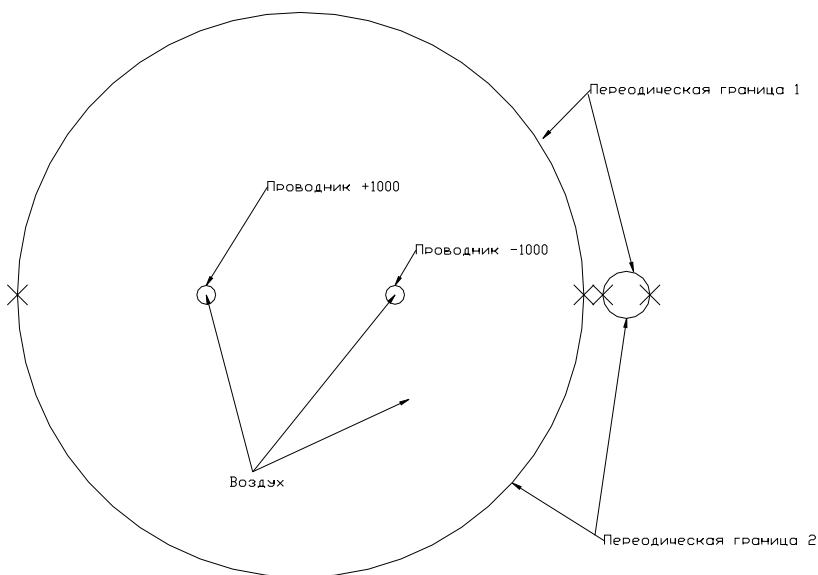 Переодическая граница 1
Проводник +1000
Проводник -1000
Воздух
Переодическая граница 2